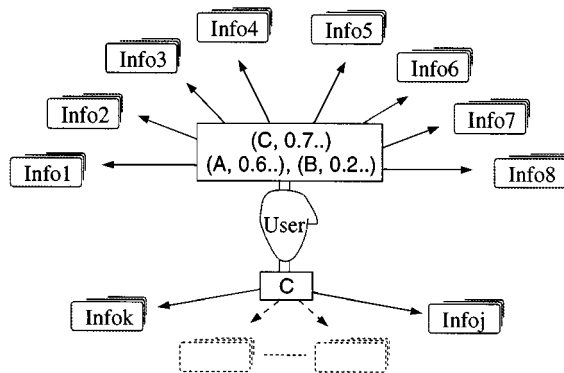 Info4
Info5
Info3
Info6
Info2
Info7
(C, 0.7..)
(A, 0.6..), (B, 0.2..)
Info1
Info8
User
C
Infok
Infoj